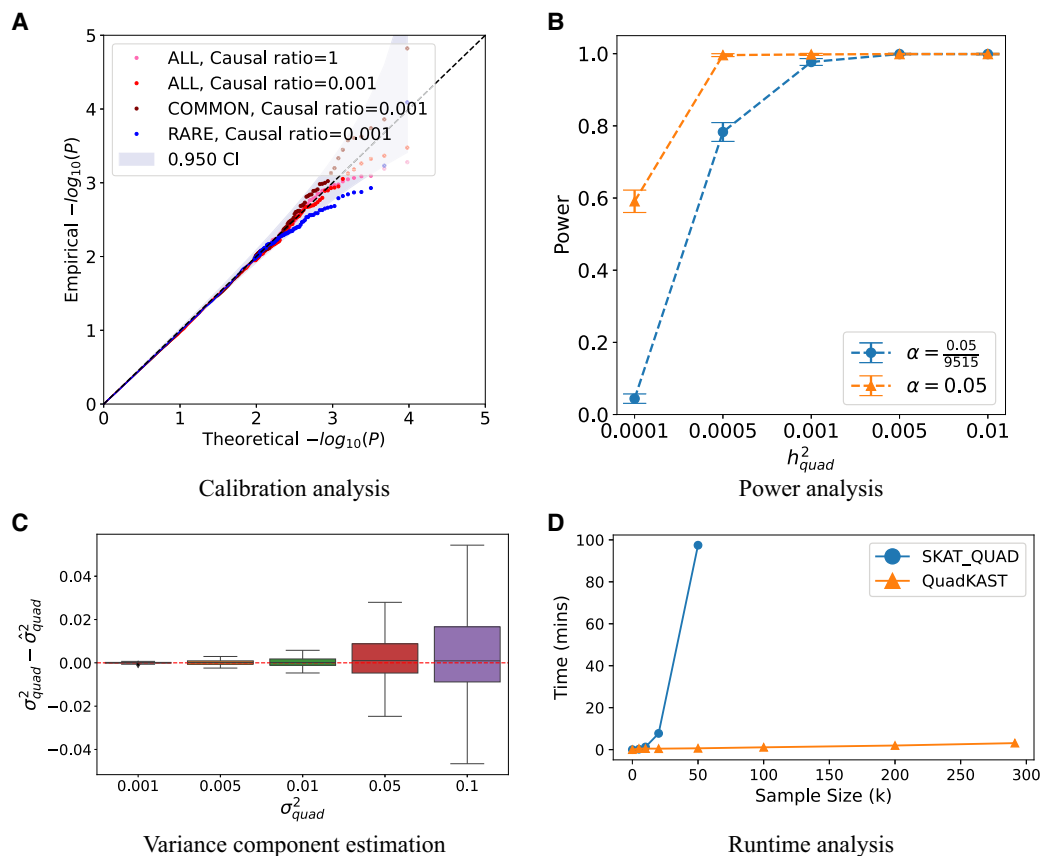 A
5
4
3
2
1
0
Empirical −log10(P)
ALL, Causal ratio=1
ALL, Causal ratio=0.001
COMMON, Causal ratio=0.001
RARE, Causal ratio=0.001
0.950 CI
0 1 2 3 4 5
Theoretical −log10(P)
Calibration analysis
B
1.0
0.8
0.6
0.4
0.2
0.0
Power
α = 0.05/9515
α = 0.05
0.0001 0.0005 0.001 0.005 0.01
h²quad
Power analysis
C
0.04
0.02
0.00
−0.02
−0.04
σ²quad − σ̂²quad
0.001 0.005 0.01 0.05 0.1
σ²quad
Variance component estimation
D
100
80
60
40
20
0
Time (mins)
SKAT_QUAD
QuadKAST
0 50 100 150 200 250 300
Sample Size (k)
Runtime analysis